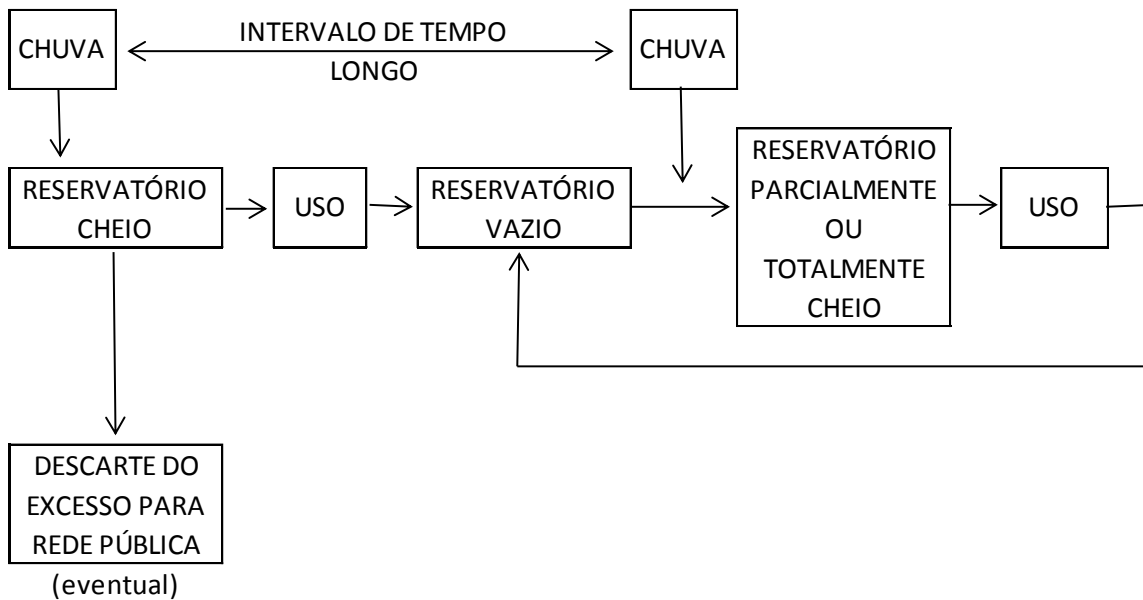 CHUVA
INTERVALO DE TEMPO
LONGO
CHUVA
RESERVATÓRIO
CHEIO
USO
RESERVATÓRIO
VAZIO
RESERVATÓRIO
PARCIALMENTE
OU
TOTALMENTE
CHEIO
USO
DESCARTE DO
EXCESSO PARA
REDE PÚBLICA
(eventual)